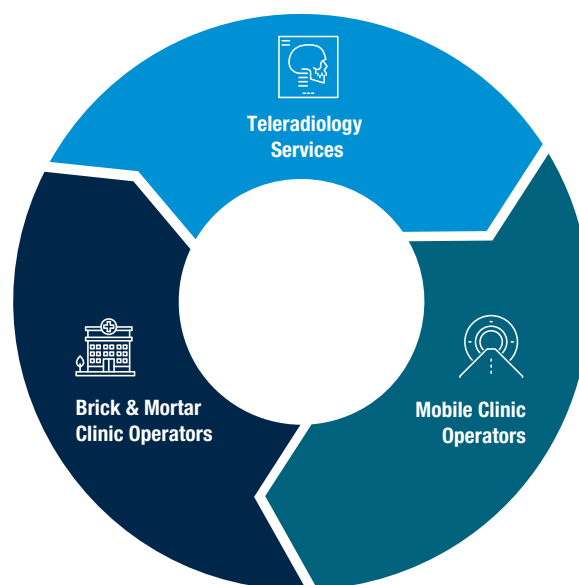 Teleradiology
Services
Brick & Mortar
Clinic Operators
Mobile Clinic
Operators